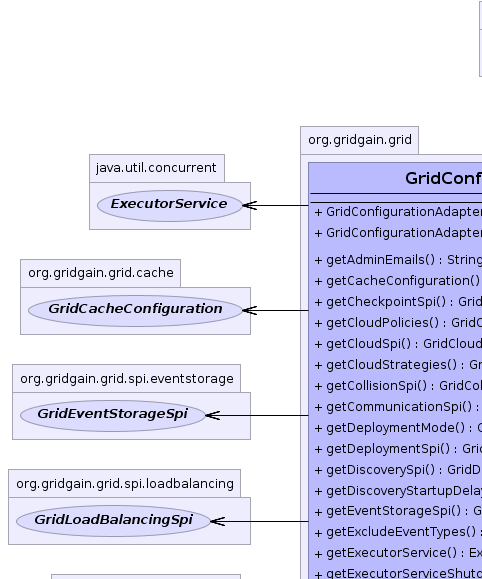 org.gridgain.grid
java.util.concurrent
ExecutorService
org.gridgain.grid.cache
GridCacheConfiguration
org.gridgain.grid.spi.eventstorage
GridEventStorageSpi
org.gridgain.grid.spi.loadbalancing
GridLoadBalancingSpi
GridConf
+ GridConfigurationAdapter
+ GridConfigurationAdapter
+ getAdminEmails() : String
+ getCacheConfiguration()
+ getCheckpointSpi() : Grid
+ getCloudPolicies() : GridC
+ getCloudSpi() : GridCloud
+ getCloudStrategies() : Gr
+ getCollisionSpi() : GridCol
+ getCommunicationSpi() :
+ getDeploymentMode() : G
+ getDeploymentSpi() : Grid
+ getDiscoverySpi() : GridD
+ getDiscoveryStartupDelay
+ getEventStorageSpi() : G
+ getExcludeEventTypes() :
+ getExecutorService() : Ex
+ getExecutorServiceShutd